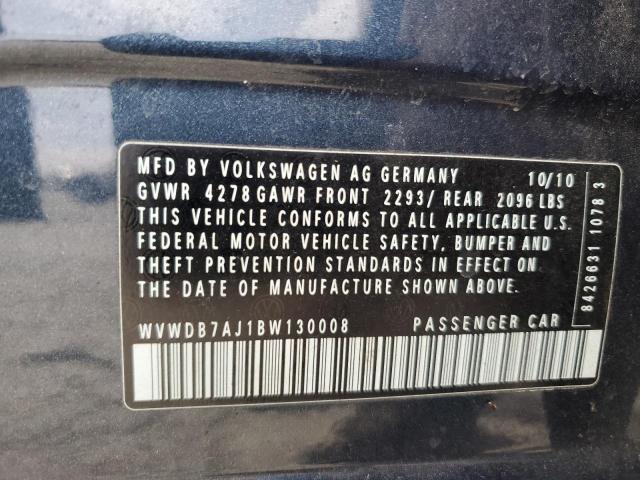 MFD BY VOLKSWAGEN AG GERMANY 10/10
GVWR 4278 GAWR FRONT 2293/ REAR 2096 LBS
THIS VEHICLE CONFORMS TO ALL APPLICABLE U.S.
FEDERAL MOTOR VEHICLE SAFETY, BUMPER AND
THEFT PREVENTION STANDARDS IN EFFECT ON
THE DATE OF MANUFACTURE SHOWN ABOVE.
WVWDB7AJ1BW130008 PASSENGER CAR
8426631 1078 3